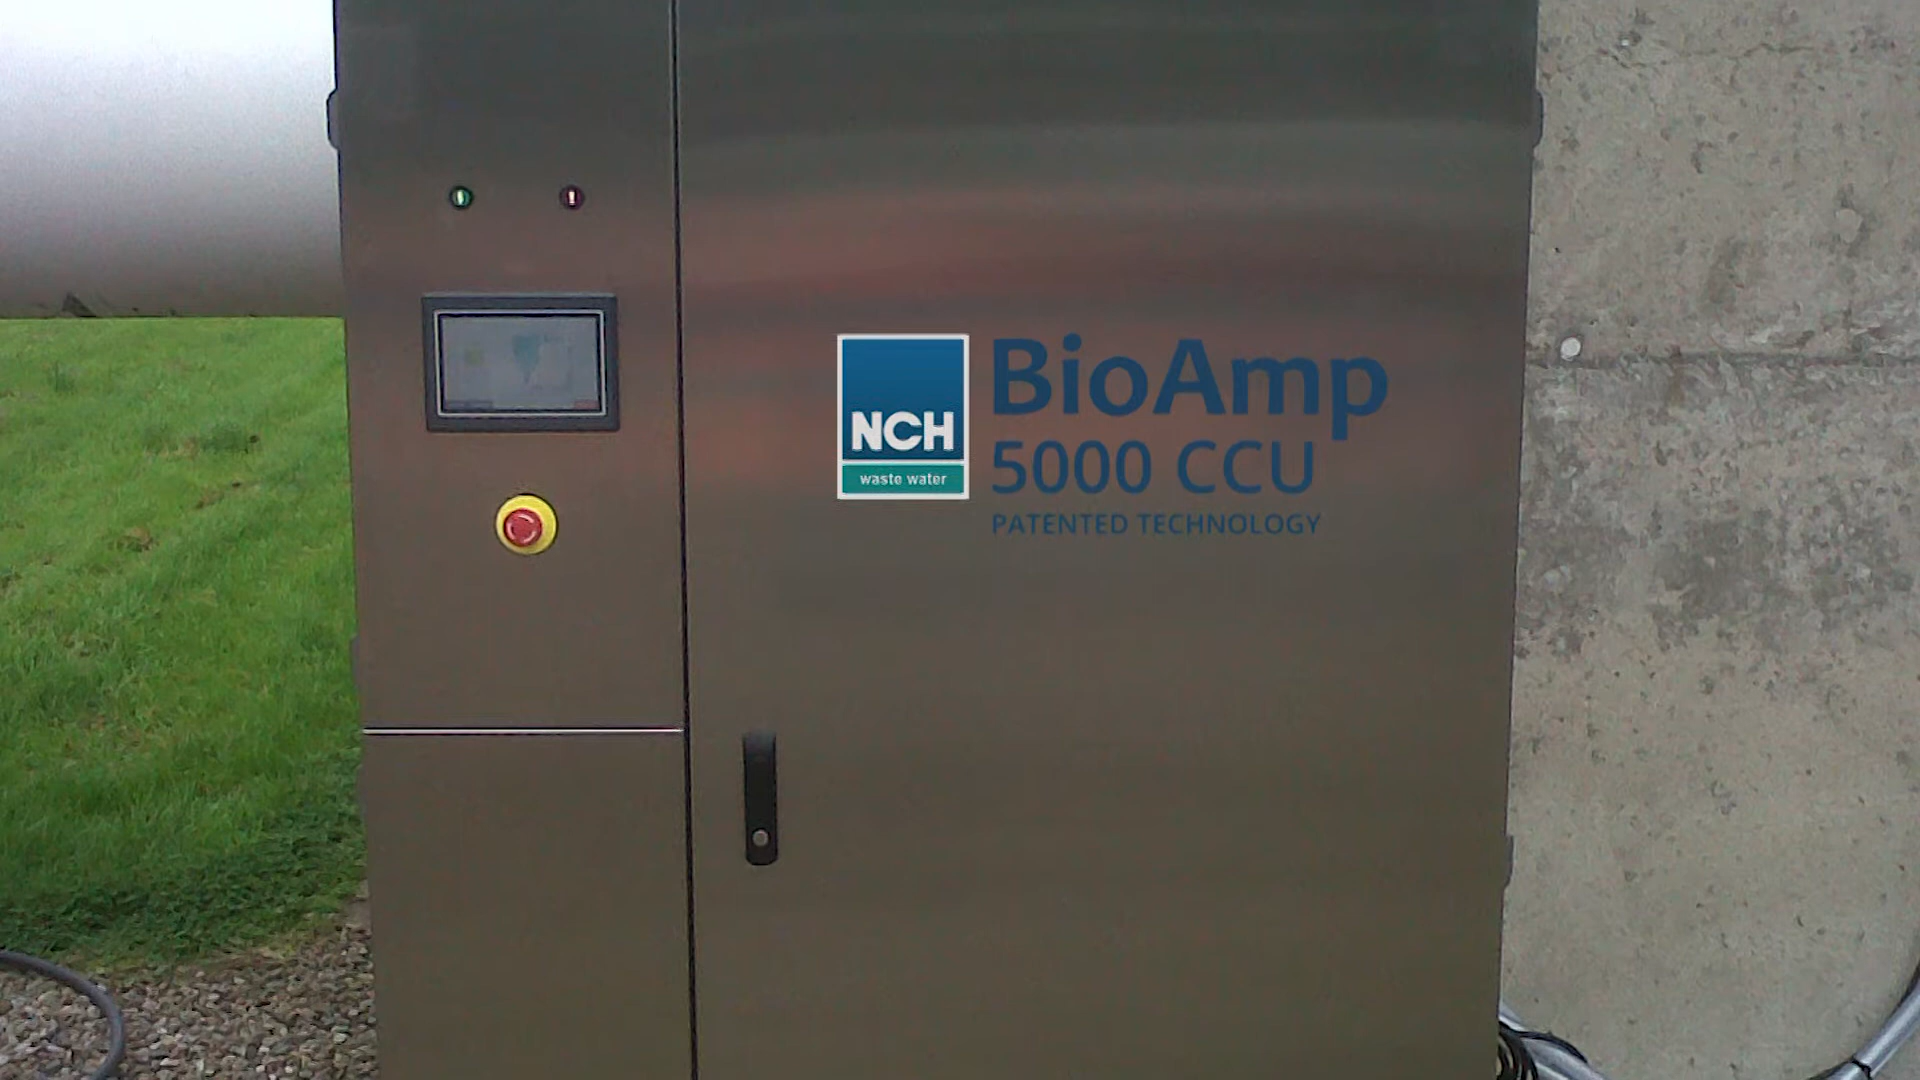 NCH
waste water
BioAmp
5000 CCU
PATENTED TECHNOLOGY